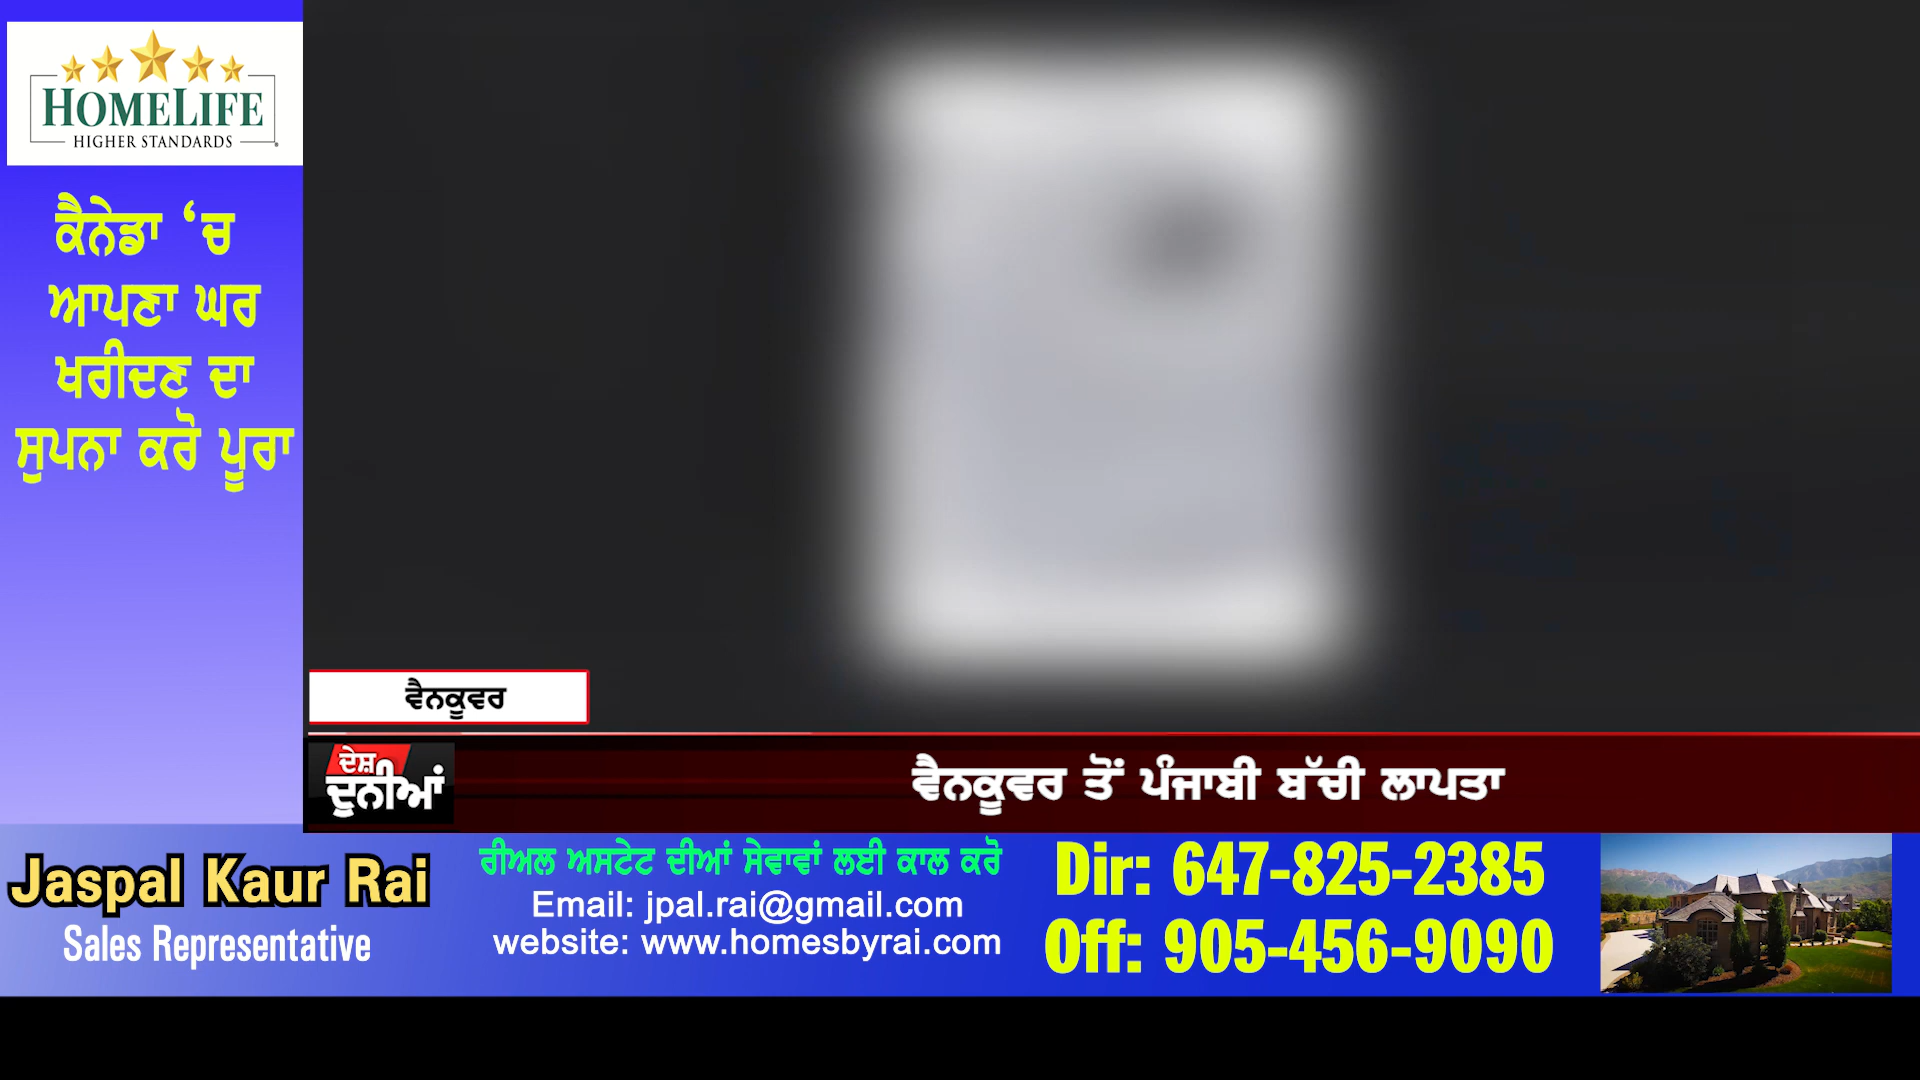 HOMELIFE
HIGHER STANDARDS
ਕੈਨੇਡਾ ‘ਚ
ਆਪਣਾ ਘਰ
ਖਰੀਦਣ ਦਾ
ਸੁਪਨਾ ਕਰੋ ਪੂਰਾ
ਵੈਨਕੂਵਰ
ਦੇਸ਼
ਦੁਨੀਆਂ
ਵੈਨਕੂਵਰ ਤੋਂ ਪੰਜਾਬੀ ਬੱਚੀ ਲਾਪਤਾ
Jaspal Kaur Rai
Sales Representative
ਰੀਅਲ ਅਸਟੇਟ ਦੀਆਂ ਸੇਵਾਵਾਂ ਲਈ ਕਾਲ ਕਰੋ
Email: jpal.rai@gmail.com
website: www.homesbyrai.com
Dir: 647-825-2385
Off: 905-456-9090